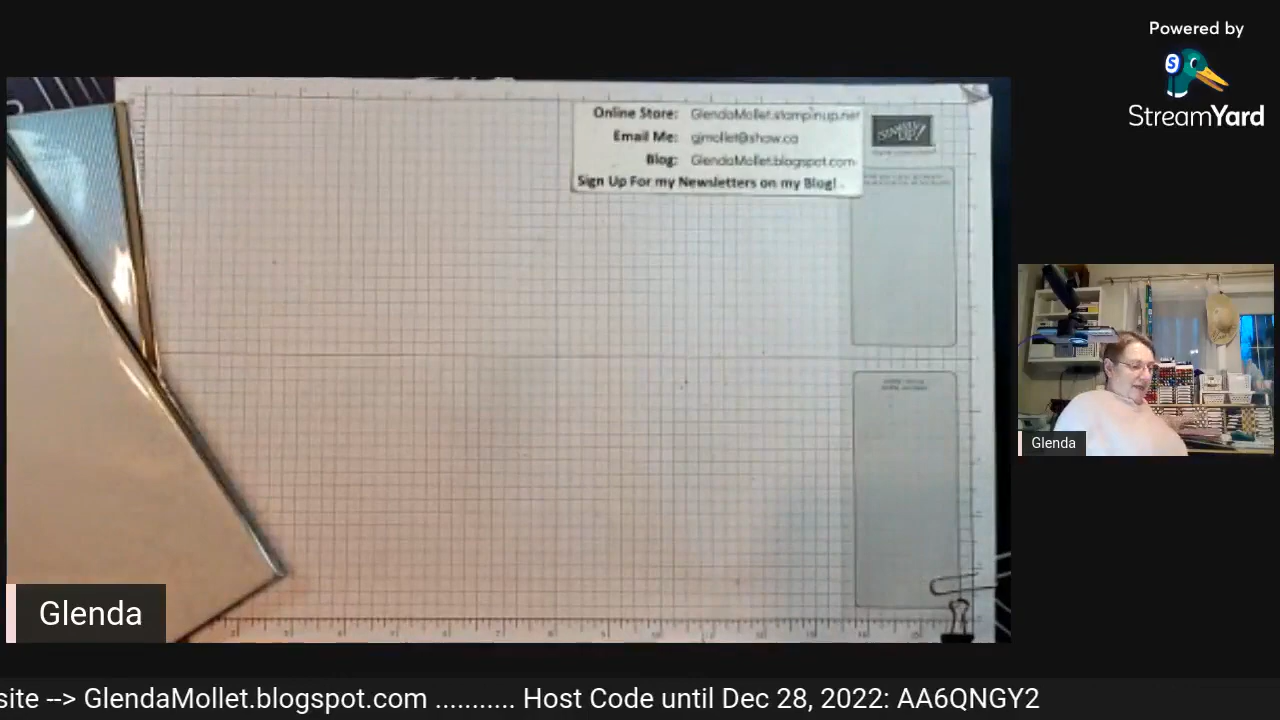 Powered by
StreamYard
Online Store: GlendaMollet.stampinup.net
Email Me: gjmollet@shaw.ca
Blog: GlendaMollet.blogspot.com
Sign Up For my Newsletters on my Blog!
STAMPIN' UP!
Glenda
Glenda
site --> GlendaMollet.blogspot.com ........... Host Code until Dec 28, 2022: AA6QNGY2